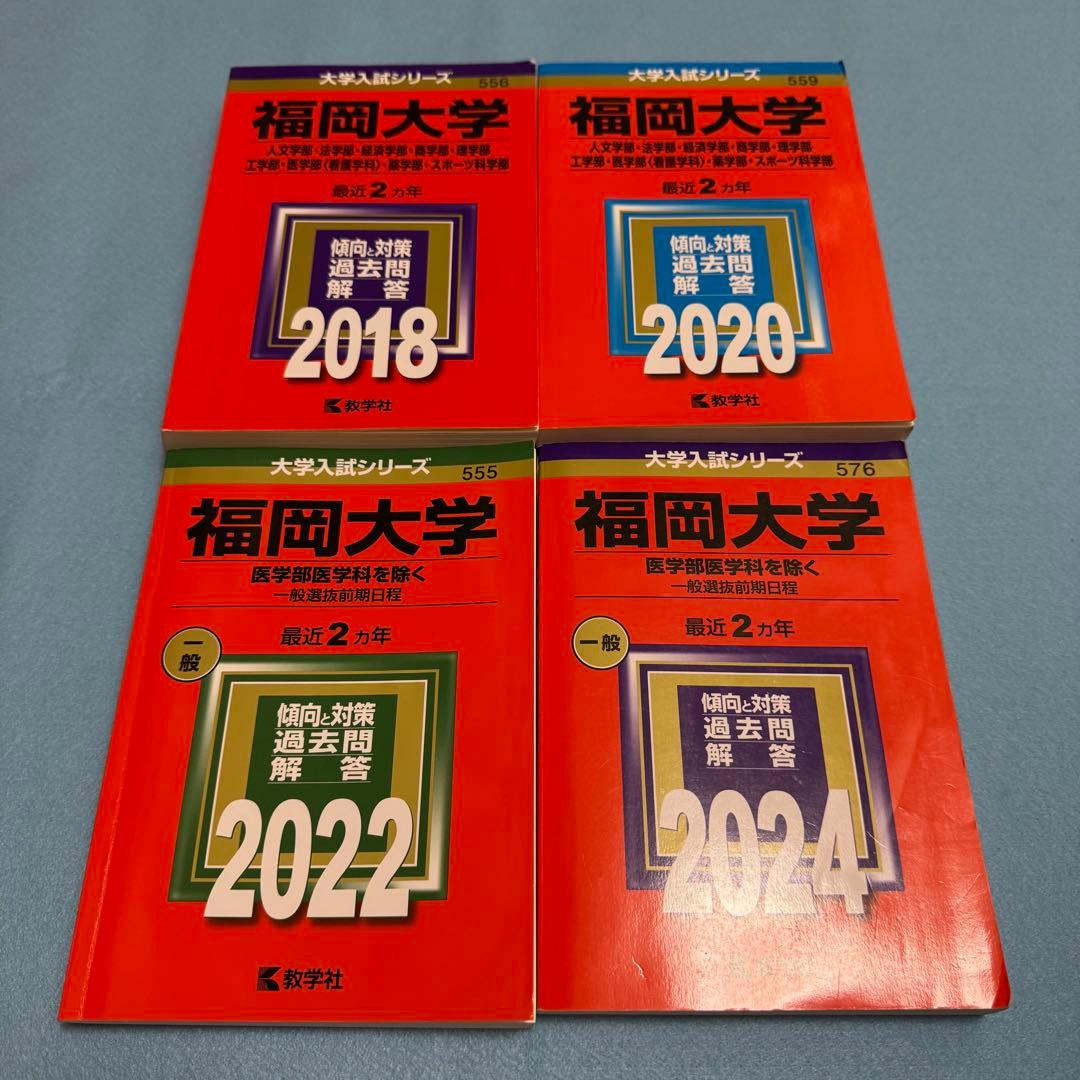 大学入試シリーズ
556
福岡大学
人文学部・法学部・経済学部・商学部・理学部
工学部・医学部〈看護学科〉・薬学部・スポーツ科学部
最近2カ年
傾向と対策
過去問
解答
2018
教学社
大学入試シリーズ
559
福岡大学
人文学部・法学部・経済学部・商学部・理学部
工学部・医学部〈看護学科〉・薬学部・スポーツ科学部
最近2カ年
傾向と対策
過去問
解答
2020
教学社
大学入試シリーズ
555
福岡大学
医学部医学科を除く
一般選抜前期日程
一般
最近2カ年
傾向と対策
過去問
解答
2022
教学社
大学入試シリーズ
576
福岡大学
医学部医学科を除く
一般選抜前期日程
一般
最近2カ年
傾向と対策
過去問
解答
2024